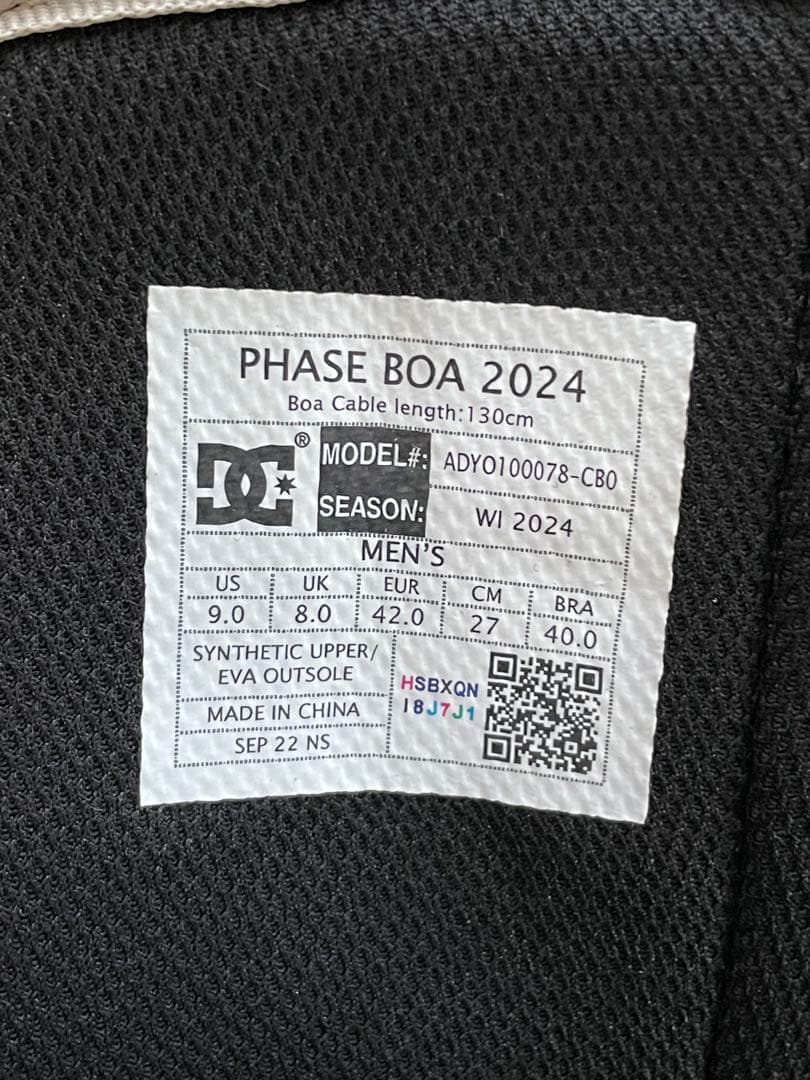 PHASE BOA 2024
Boa Cable length:130cm
DC®
MODEL#: ADYO100078-CB0
SEASON: WI 2024
MEN'S
US UK EUR CM BRA
9.0 8.0 42.0 27 40.0
SYNTHETIC UPPER/
EVA OUTSOLE
MADE IN CHINA
SEP 22 NS
HSBXQN
I8J7J1